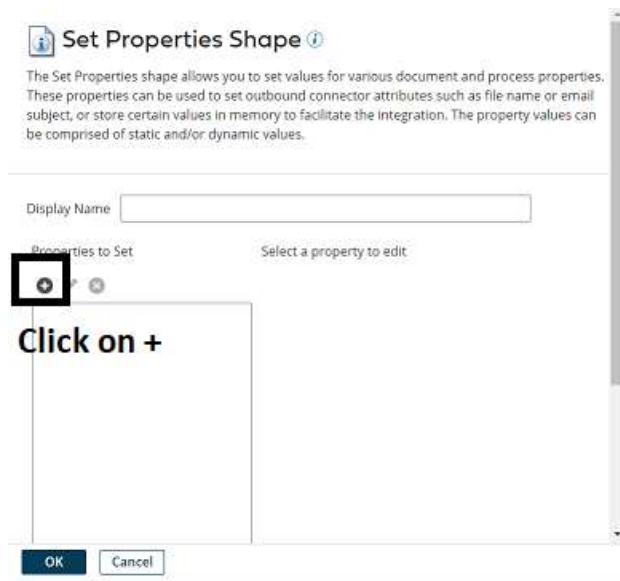 Set Properties Shape
The Set Properties shape allows you to set values for various document and process properties.
These properties can be used to set outbound connector attributes such as file name or email
subject, or store certain values in memory to facilitate the integration. The property values can
be comprised of static and/or dynamic values.
Display Name
Properties to Set
Select a property to edit
Click on +
OK
Cancel